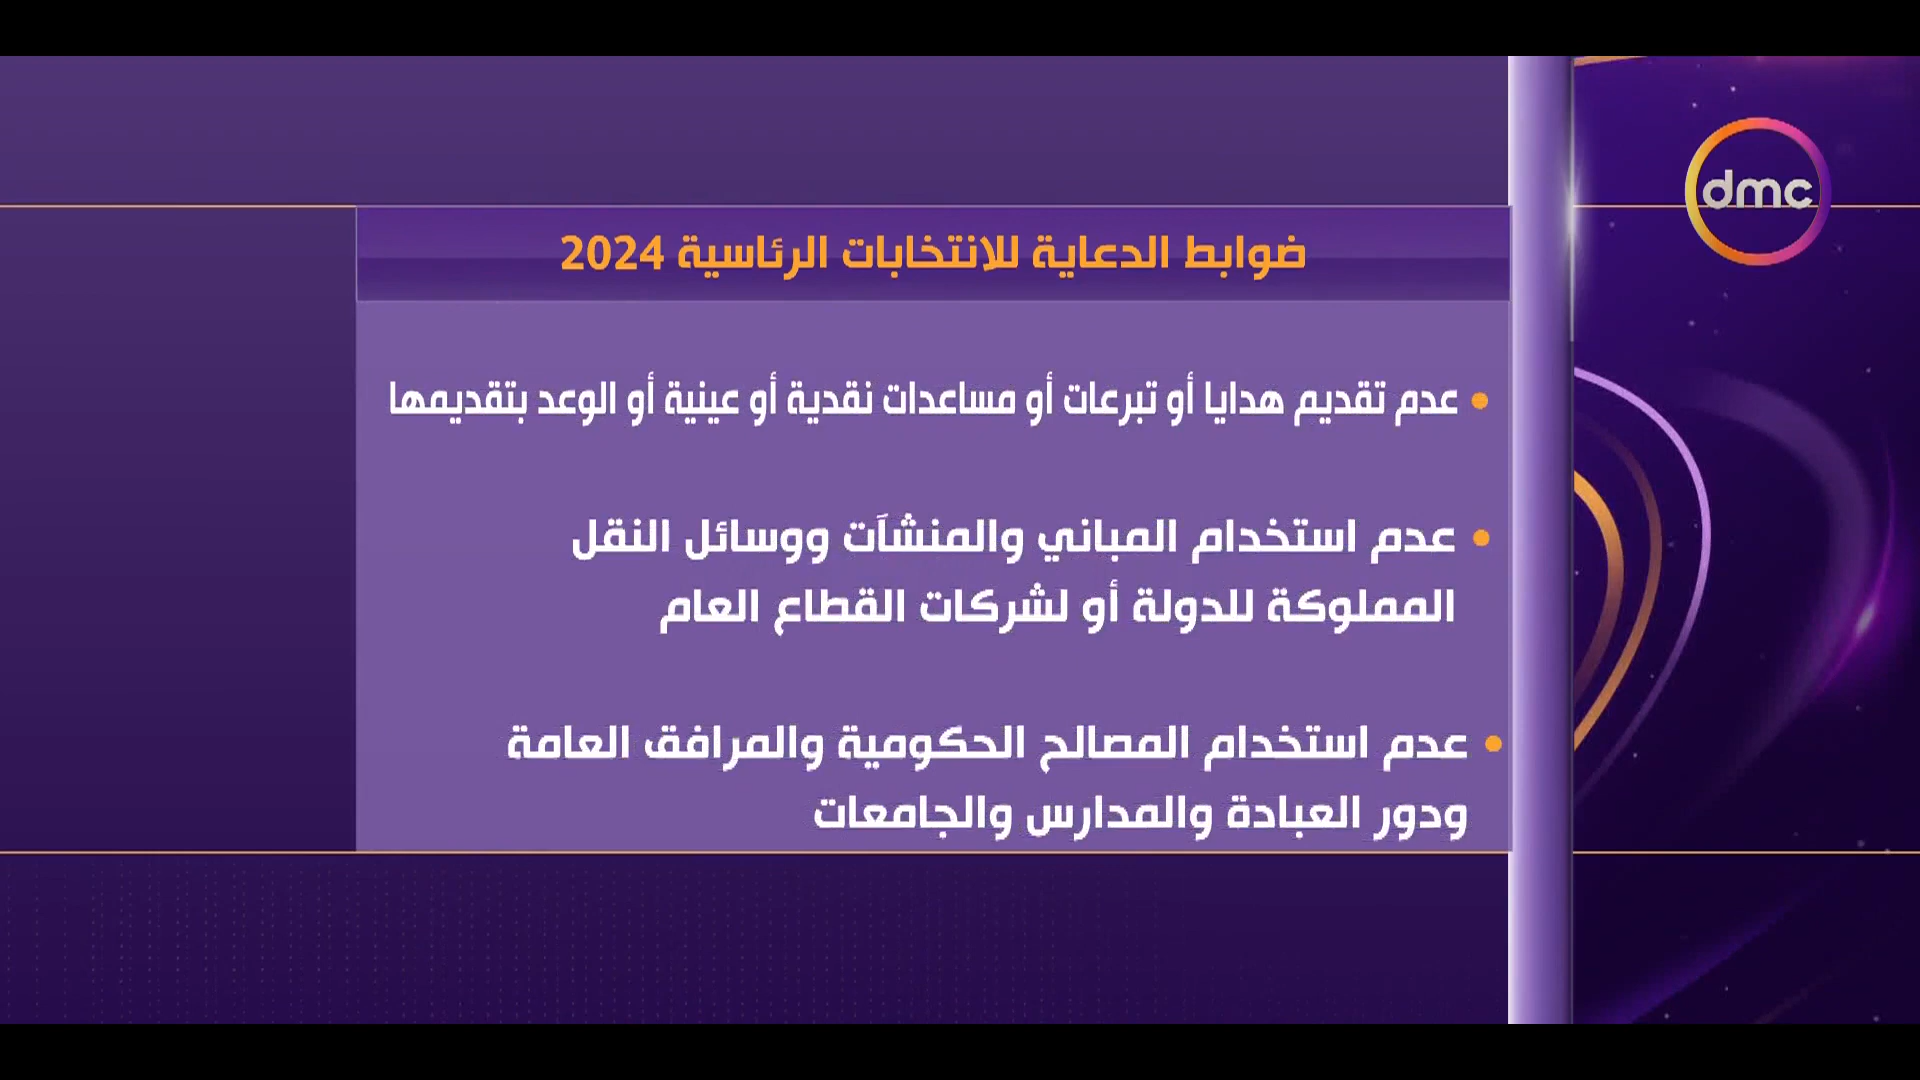 dmc
ضوابط الدعاية للانتخابات الرئاسية 2024
• عدم تقديم هدايا أو تبرعات أو مساعدات نقدية أو عينية أو الوعد بتقديمها
• عدم استخدام المباني والمنشآت ووسائل النقل
المملوكة للدولة أو لشركات القطاع العام
• عدم استخدام المصالح الحكومية والمرافق العامة
ودور العبادة والمدارس والجامعات